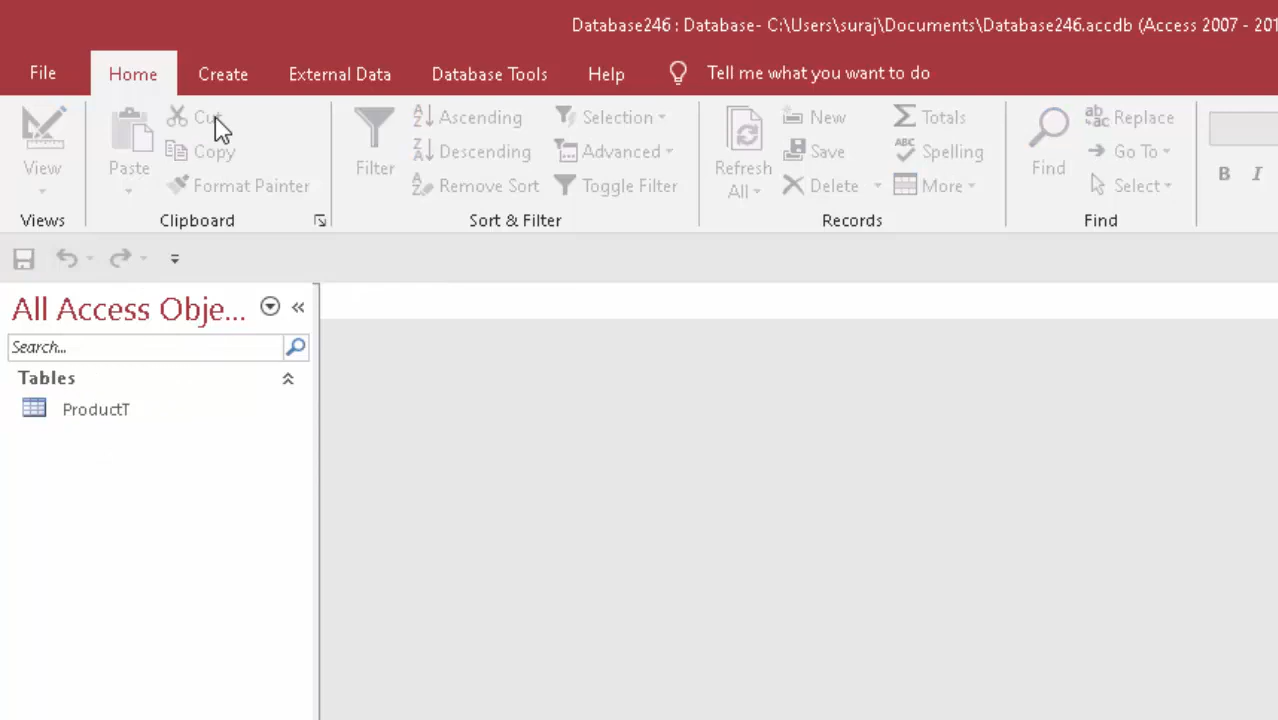 Database246 : Database- C:\Users\suraj\Documents\Database246.accdb (Access 2007 - 201
File Home Create External Data Database Tools Help Tell me what you want to do
View
Views
Paste
Cut
Copy
Format Painter
Clipboard
Filter
Ascending
Descending
Remove Sort
Selection
Advanced
Toggle Filter
Sort & Filter
Refresh
All
New
Save
Delete
Totals
Spelling
More
Records
Find
Replace
Go To
Select
Find
B I
All Access Obje...
Search...
Tables
ProductT